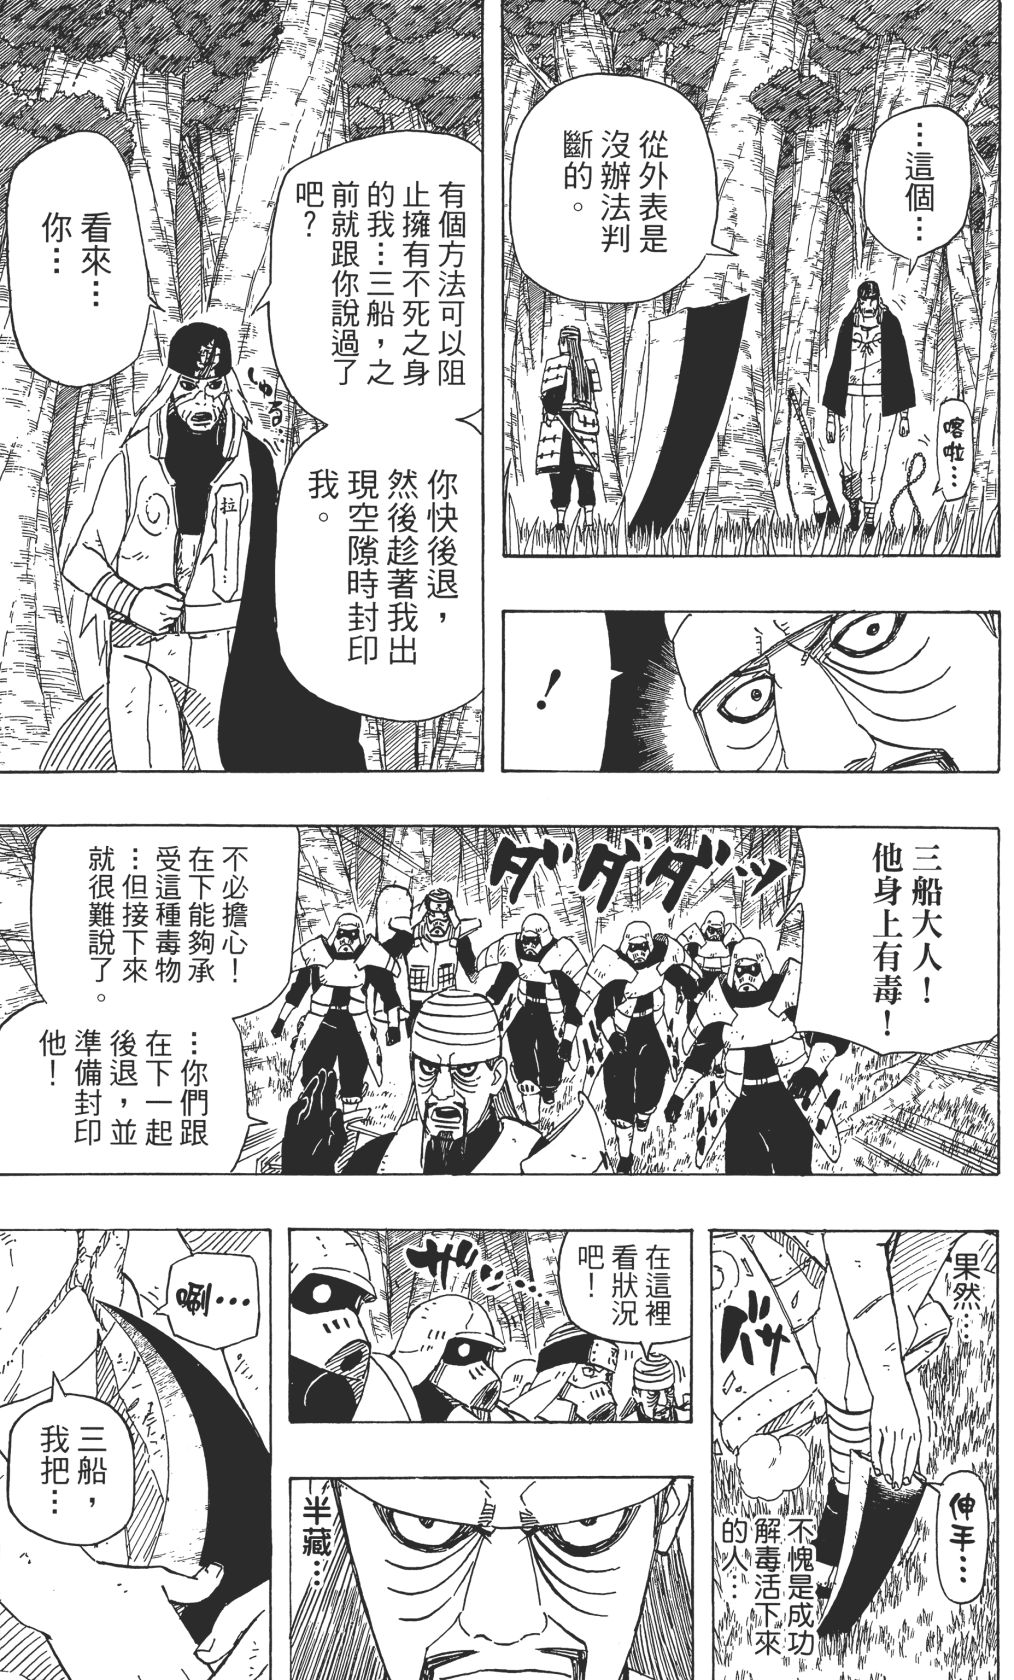 …這個…
從外表是
沒辦法判
斷的。
喀啦…
！
有個方法可以阻
止擁有不死之身
的我…三船，之
前就跟你說過了
吧？
你快後退，
然後趁著我出
現空隙時封印
我。
しゅる…
拉
看來…
你…
三船大人！
他身上有毒！
ダダダッ
不必擔心！
在下能夠承
受這種毒物
…但接下來
就很難說了。
…你們跟
在下一起
後退，並
準備封印
他！
果然…
伸手…
不愧是成功
解毒活下來
的人…
在這裡
看狀況
吧！
ザッ…
半藏…
唰…
三船，
我把…